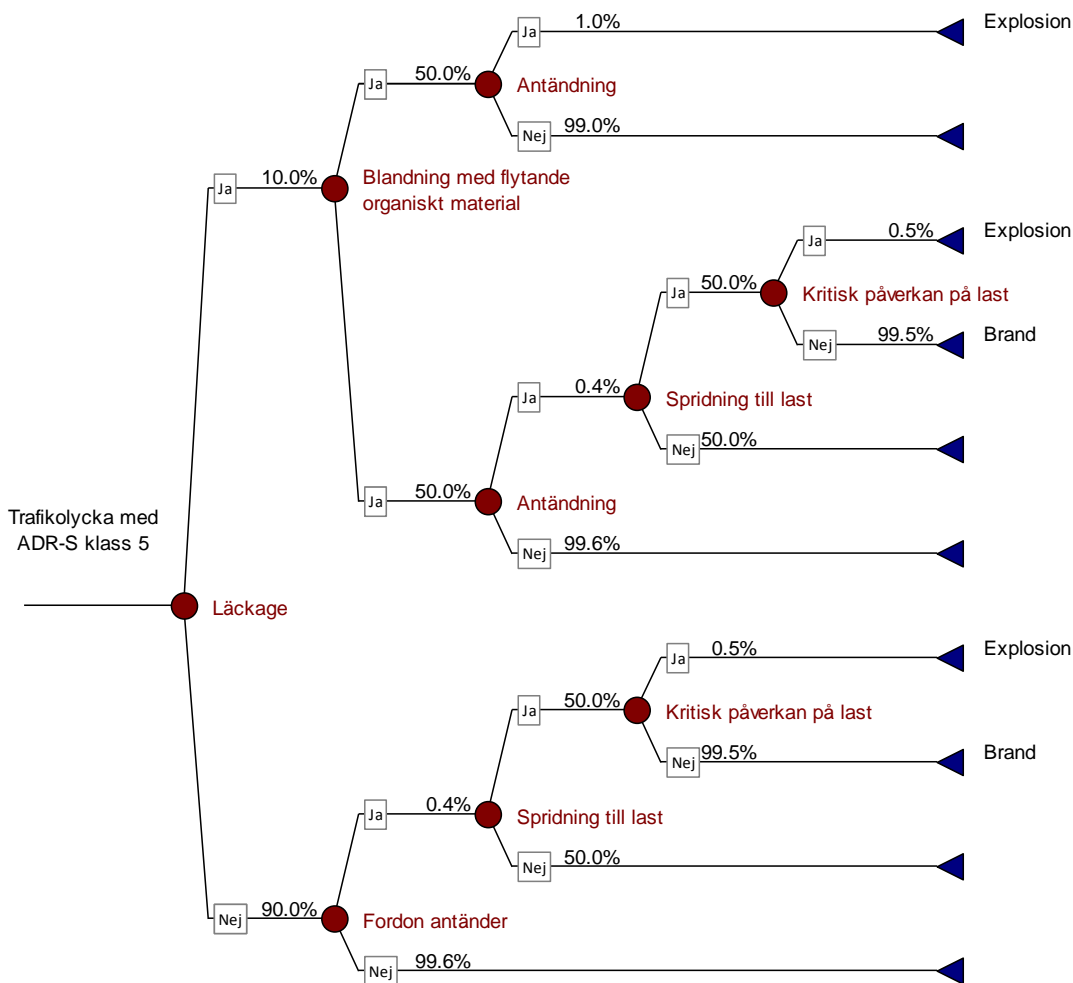 1.0%
Explosion
Ja
50.0%
Ja
Antändning
99.0%
Nej
10.0%
Ja
Blandning med flytande
organiskt material
0.5%
Explosion
Ja
50.0%
Ja
Kritisk påverkan på last
99.5%
Brand
Nej
0.4%
Ja
Spridning till last
50.0%
Nej
50.0%
Ja
Antändning
Trafikolycka med
ADR-S klass 5
99.6%
Nej
Läckage
0.5%
Explosion
Ja
50.0%
Ja
Kritisk påverkan på last
99.5%
Brand
Nej
0.4%
Ja
Spridning till last
50.0%
Nej
90.0%
Nej
Fordon antänder
99.6%
Nej